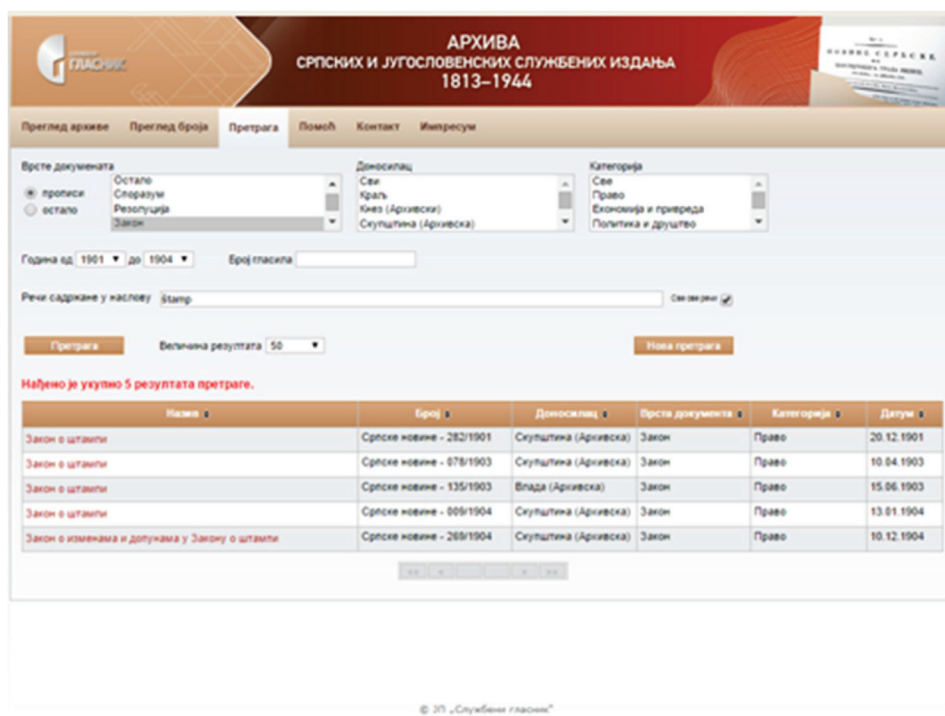 СЛУЖБЕНИ
ГЛАСНИК
АРХИВА
СРПСКИХ И ЈУГОСЛОВЕНСКИХ СЛУЖБЕНИХ ИЗДАЊА
1813–1944
НОВИНЕ СЕРБСКЕ
Преглед архиве Преглед броја Претрага Помоћ Контакт Импресум
Врсте докумената Доносилац Категорија
прописи
остало
Остало
Споразум
Резолуција
Закон
Сви
Краљ
Кнез (Архивски)
Скупштина (Архивска)
Све
Право
Економија и привреда
Политика и друштво
Година од 1901 до 1904 Број гласила
Речи садржане у наслову štamp Све ове речи
Претрага Величина резултата 50 Нова претрага
Нађено је укупно 5 резултата претраге.
Назив Број Доносилац Врста документа Категорија Датум
Закон о штампи Српске новине - 282/1901 Скупштина (Архивска) Закон Право 20.12.1901
Закон о штампи Српске новине - 078/1903 Скупштина (Архивска) Закон Право 10.04.1903
Закон о штампи Српске новине - 135/1903 Влада (Архивска) Закон Право 15.06.1903
Закон о штампи Српске новине - 009/1904 Скупштина (Архивска) Закон Право 13.01.1904
Закон о изменама и допунама у Закону о штампи Српске новине - 269/1904 Скупштина (Архивска) Закон Право 10.12.1904
© ЈП „Службени гласник“